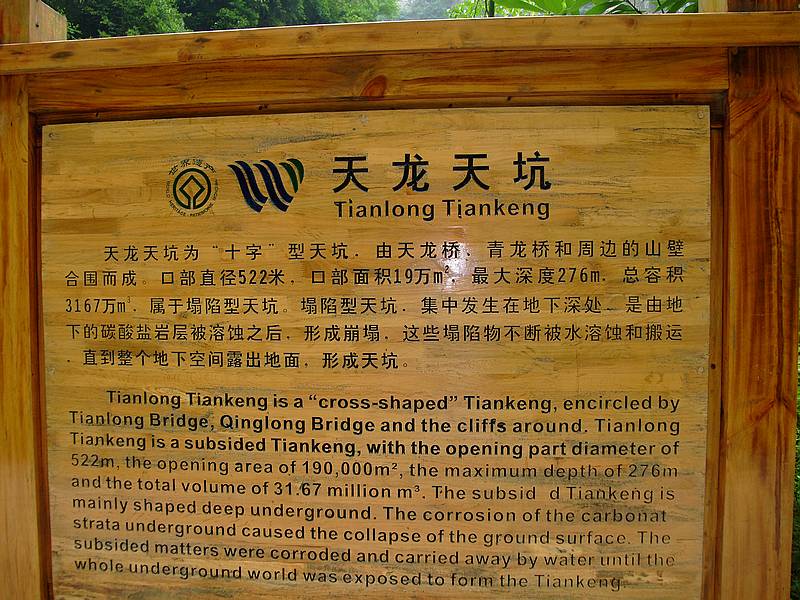 世界遗产
天龙天坑
Tianlong Tiankeng
天龙天坑为“十字”型天坑．由天龙桥、青龙桥和周边的山壁
合围而成。口部直径522米，口部面积19万m²，最大深度276m．总容积
3167万m³．属于塌陷型天坑。塌陷型天坑．集中发生在地下深处、是由地
下的碳酸盐岩层被溶蚀之后，形成崩塌，这些塌陷物不断被水溶蚀和搬运
．直到整个地下空间露出地面，形成天坑。
Tianlong Tiankeng is a “cross-shaped” Tiankeng, encircled by
Tianlong Bridge, Qinglong Bridge and the cliffs around. Tianlong
Tiankeng is a subsided Tiankeng, with the opening part diameter of
522m, the opening area of 190,000m², the maximum depth of 276m
and the total volume of 31.67 million m³. The subsid d Tiankeng is
mainly shaped deep underground. The corrosion of the carbonat
strata underground caused the collapse of the ground surface. The
subsided matters were corroded and carried away by water until the
whole underground world was exposed to form the Tiankeng.